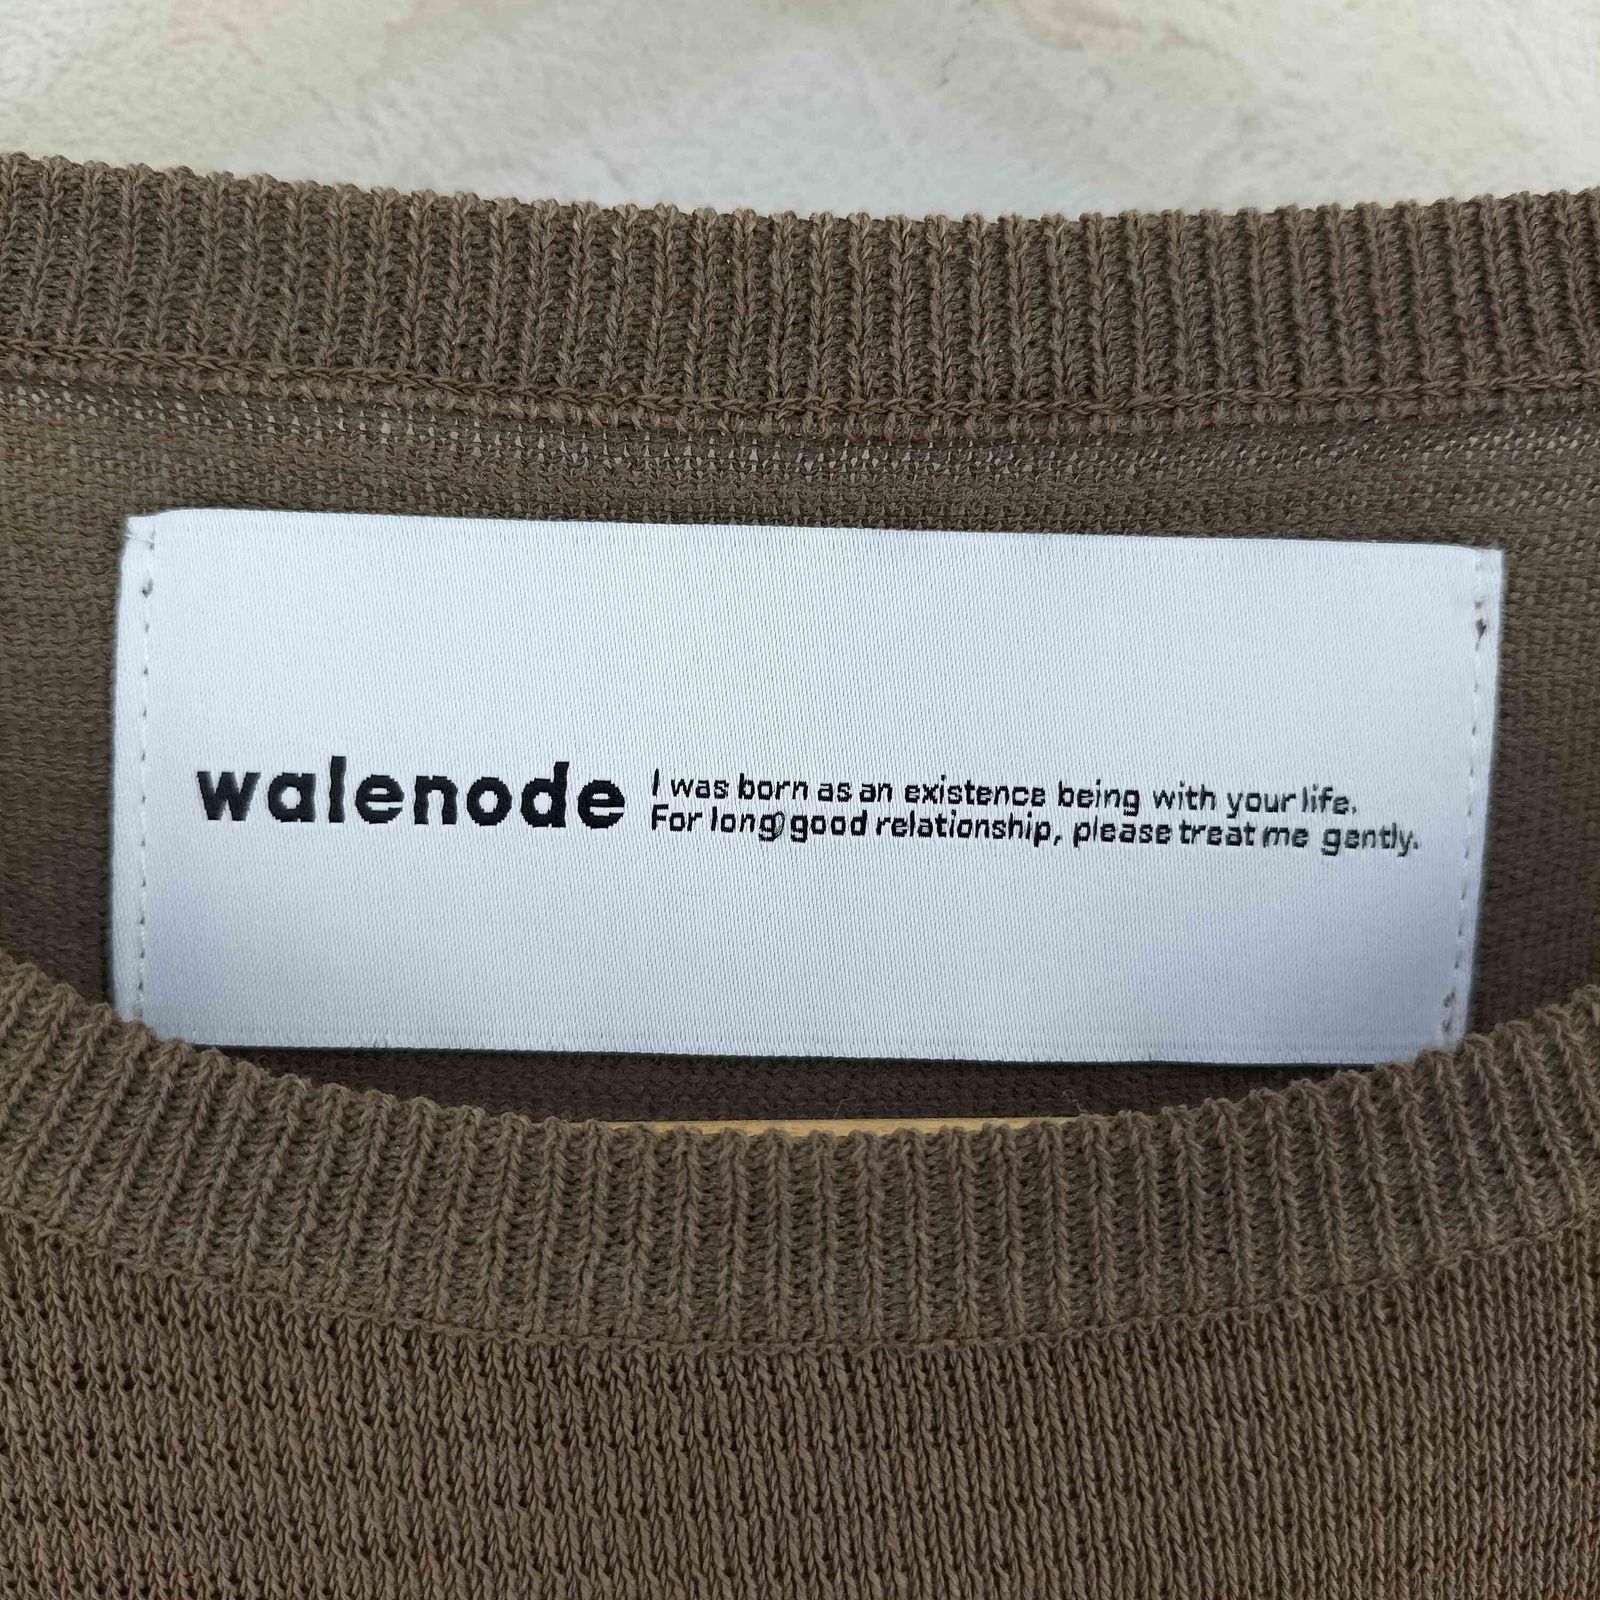 walenode
I was born as an existence being with your life.
For long good relationship, please treat me gently.